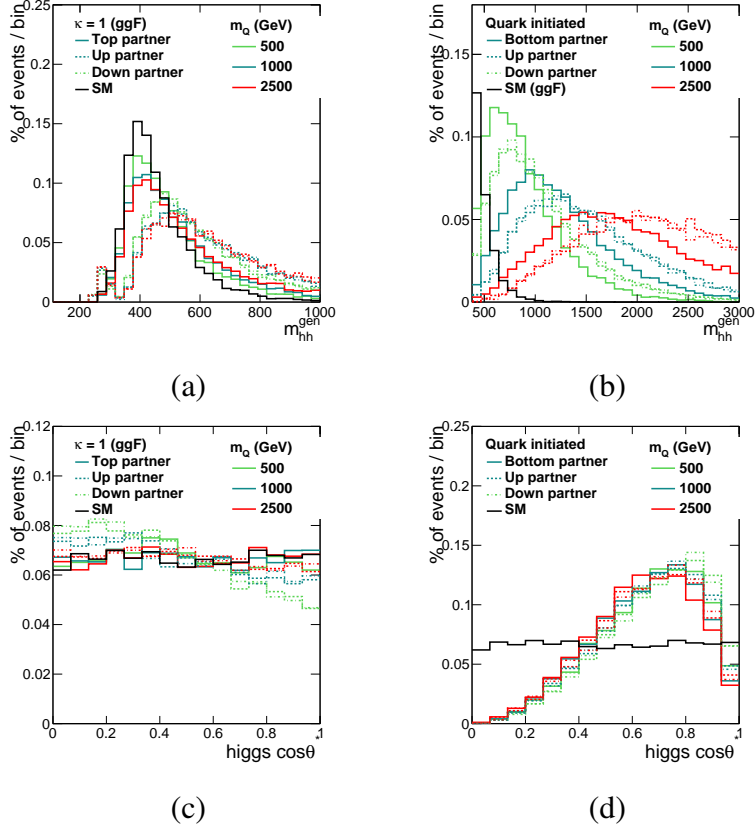 % of events / bin
0.25
0.2
0.15
0.1
0.05
0
κ = 1 (ggF)
Top partner
Up partner
Down partner
SM
m_Q (GeV)
500
1000
2500
200 400 600 800 1000
m_hh^gen
(a)
% of events / bin
0.15
0.1
0.05
0
Quark initiated
Bottom partner
Up partner
Down partner
SM (ggF)
m_Q (GeV)
500
1000
2500
500 1000 1500 2000 2500 3000
m_hh^gen
(b)
% of events / bin
0.12
0.1
0.08
0.06
0.04
0.02
0
κ = 1 (ggF)
Top partner
Up partner
Down partner
SM
m_Q (GeV)
500
1000
2500
0 0.2 0.4 0.6 0.8 1
higgs cosθ*
(c)
% of events / bin
0.25
0.2
0.15
0.1
0.05
0
Quark initiated
Bottom partner
Up partner
Down partner
SM
m_Q (GeV)
500
1000
2500
0 0.2 0.4 0.6 0.8 1
higgs cosθ*
(d)